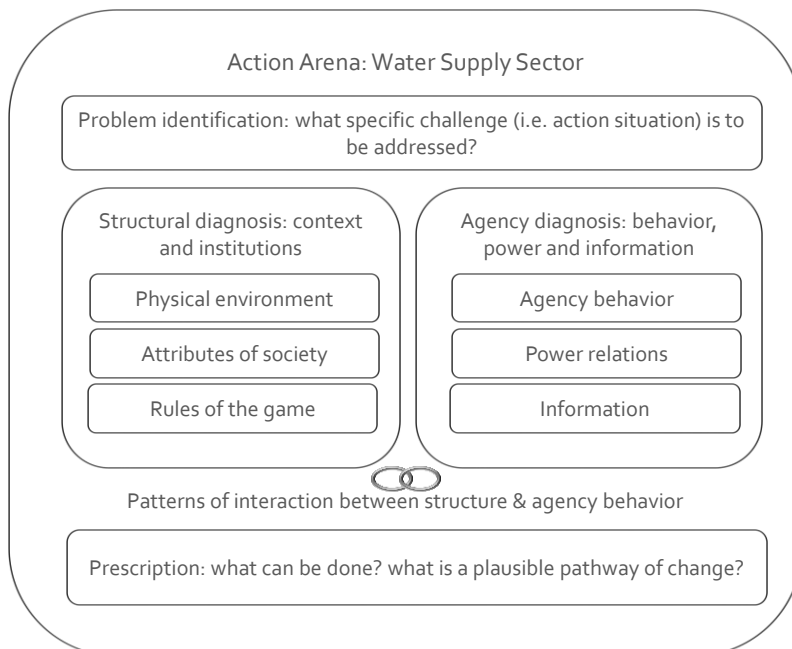 Action Arena: Water Supply Sector
Problem identification: what specific challenge (i.e. action situation) is to
be addressed?
Structural diagnosis: context
and institutions
Physical environment
Attributes of society
Rules of the game
Agency diagnosis: behavior,
power and information
Agency behavior
Power relations
Information
Patterns of interaction between structure & agency behavior
Prescription: what can be done? what is a plausible pathway of change?